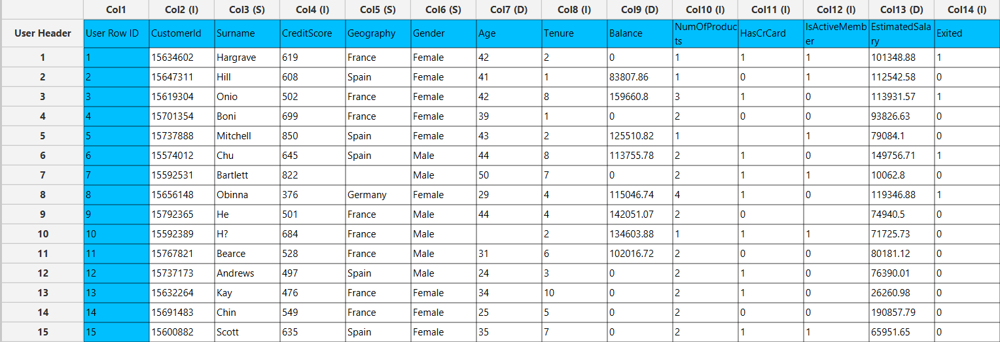 Col1 Col2 (I) Col3 (S) Col4 (I) Col5 (S) Col6 (S) Col7 (D) Col8 (I) Col9 (D) Col10 (I) Col11 (I) Col12 (I) Col13 (D) Col14 (I)
User Header User Row ID CustomerId Surname CreditScore Geography Gender Age Tenure Balance NumOfProduc HasCrCard IsActiveMemb EstimatedSala Exited
ts er ry
1 1 15634602 Hargrave 619 France Female 42 2 0 1 1 1 101348.88 1
2 2 15647311 Hill 608 Spain Female 41 1 83807.86 1 0 1 112542.58 0
3 3 15619304 Onio 502 France Female 42 8 159660.8 3 1 0 113931.57 1
4 4 15701354 Boni 699 France Female 39 1 0 2 0 0 93826.63 0
5 5 15737888 Mitchell 850 Spain Female 43 2 125510.82 1 1 79084.1 0
6 6 15574012 Chu 645 Spain Male 44 8 113755.78 2 1 0 149756.71 1
7 7 15592531 Bartlett 822 Male 50 7 0 2 1 1 10062.8 0
8 8 15656148 Obinna 376 Germany Female 29 4 115046.74 4 1 0 119346.88 1
9 9 15792365 He 501 France Male 44 4 142051.07 2 0 74940.5 0
10 10 15592389 H? 684 France Male 2 134603.88 1 1 1 71725.73 0
11 11 15767821 Bearce 528 France Male 31 6 102016.72 2 0 0 80181.12 0
12 12 15737173 Andrews 497 Spain Male 24 3 0 2 1 0 76390.01 0
13 13 15632264 Kay 476 France Female 34 10 0 2 1 0 26260.98 0
14 14 15691483 Chin 549 France Female 25 5 0 2 0 0 190857.79 0
15 15 15600882 Scott 635 Spain Female 35 7 0 2 1 1 65951.65 0